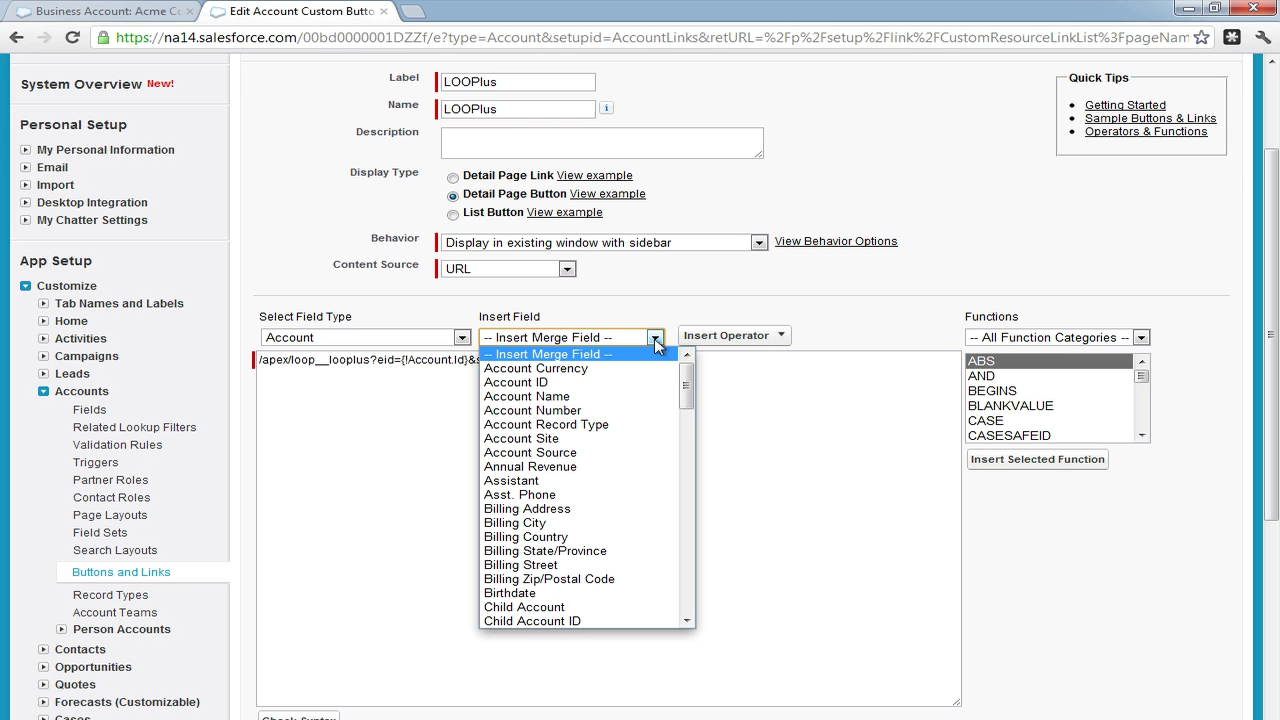 Business Account: Acme Co
Edit Account Custom Butto
https://na14.salesforce.com/00bd0000001DZZf/e?type=Account&setupid=AccountLinks&retURL=%2Fp%2Fsetup%2Flink%2FCustomResourceLinkList%3FpageNam
System Overview New!
Personal Setup
My Personal Information
Email
Import
Desktop Integration
My Chatter Settings
App Setup
Customize
Tab Names and Labels
Home
Activities
Campaigns
Leads
Accounts
Fields
Related Lookup Filters
Validation Rules
Triggers
Partner Roles
Contact Roles
Page Layouts
Field Sets
Search Layouts
Buttons and Links
Record Types
Account Teams
Person Accounts
Contacts
Opportunities
Quotes
Forecasts (Customizable)
Cases
Label LOOPlus
Name LOOPlus
Description
Display Type Detail Page Link View example
Detail Page Button View example
List Button View example
Behavior Display in existing window with sidebar View Behavior Options
Content Source URL
Quick Tips
Getting Started
Sample Buttons & Links
Operators & Functions
Select Field Type
Account
Insert Field
-- Insert Merge Field --
Insert Operator
/apex/loop__looplus?eid={!Account.Id}&s
-- Insert Merge Field --
Account Currency
Account ID
Account Name
Account Number
Account Record Type
Account Site
Account Source
Annual Revenue
Assistant
Asst. Phone
Billing Address
Billing City
Billing Country
Billing State/Province
Billing Street
Billing Zip/Postal Code
Birthdate
Child Account
Child Account ID
Functions
-- All Function Categories --
ABS
AND
BEGINS
BLANKVALUE
CASE
CASESAFEID
Insert Selected Function
Check Syntax